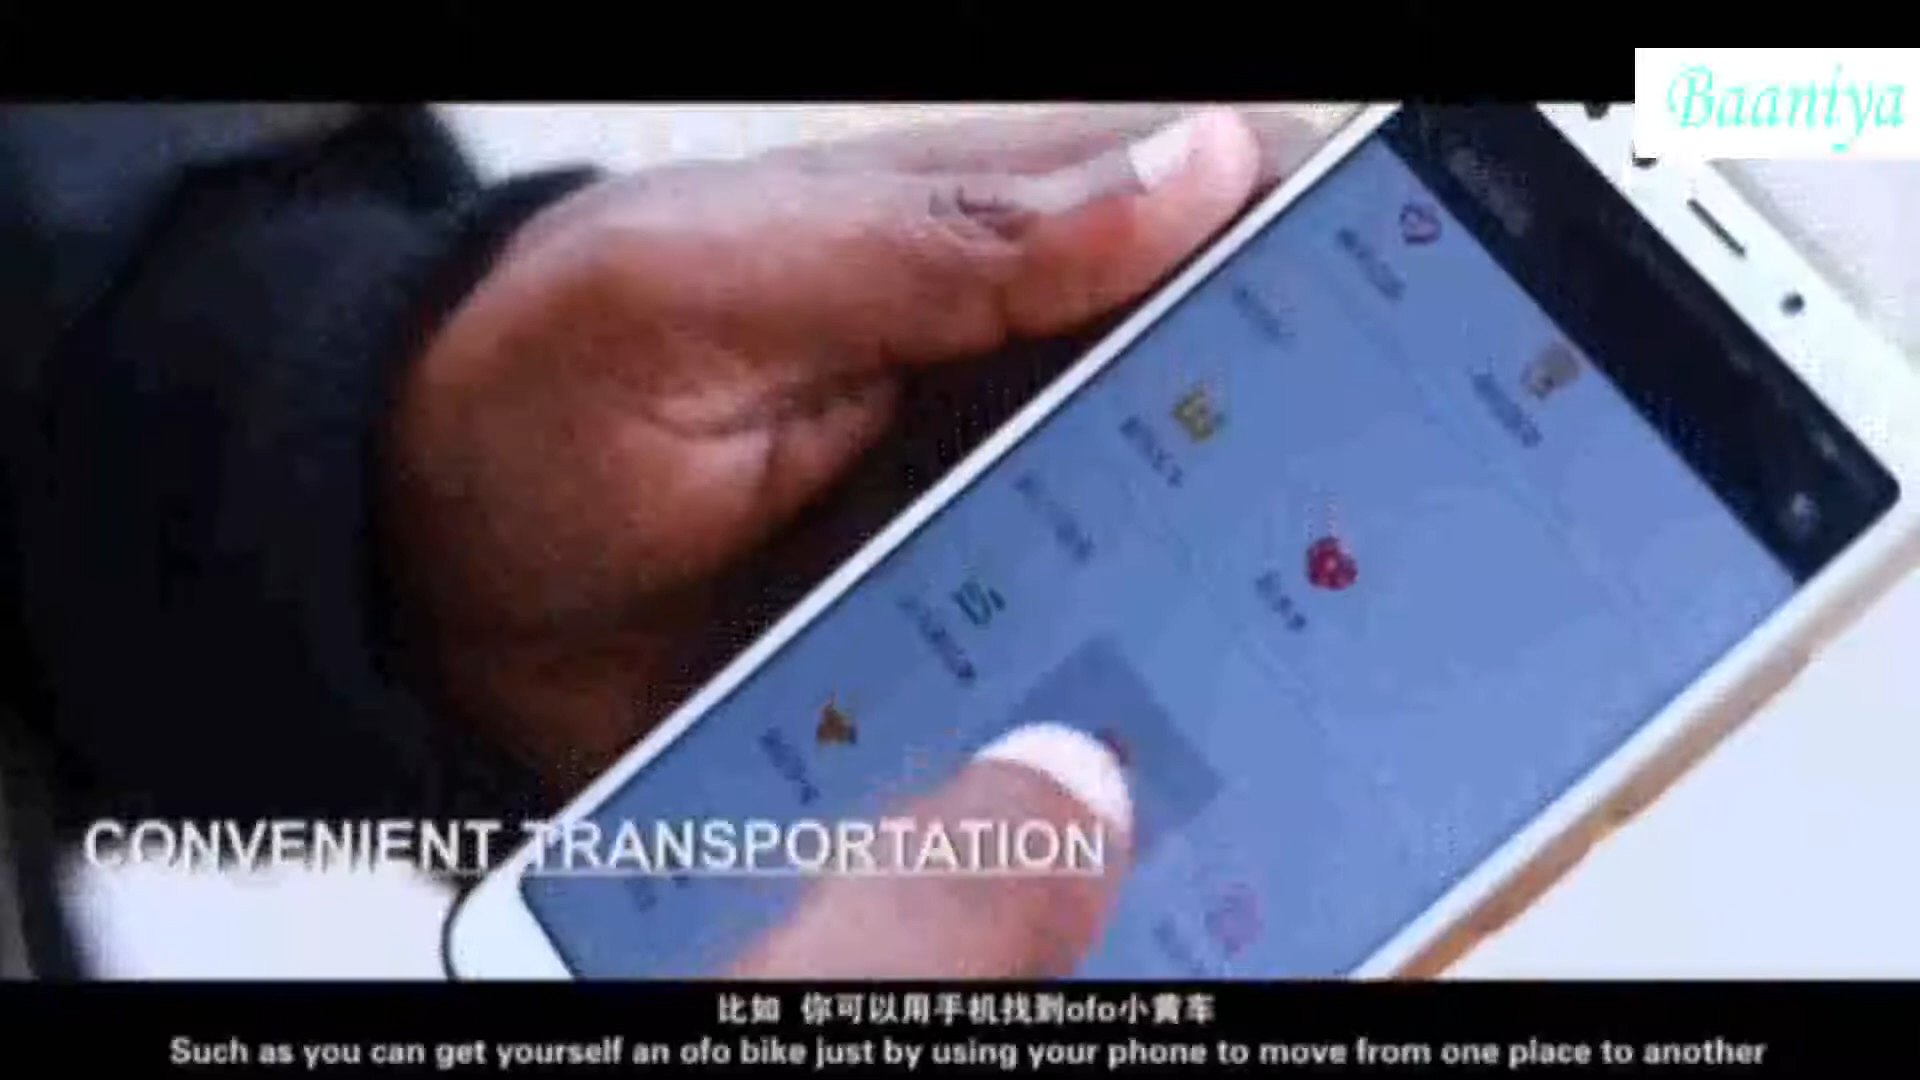 Baaniya
CONVENIENT TRANSPORTATION
比如 你可以用手机找到ofo小黄车
Such as you can get yourself an ofo bike just by using your phone to move from one place to another